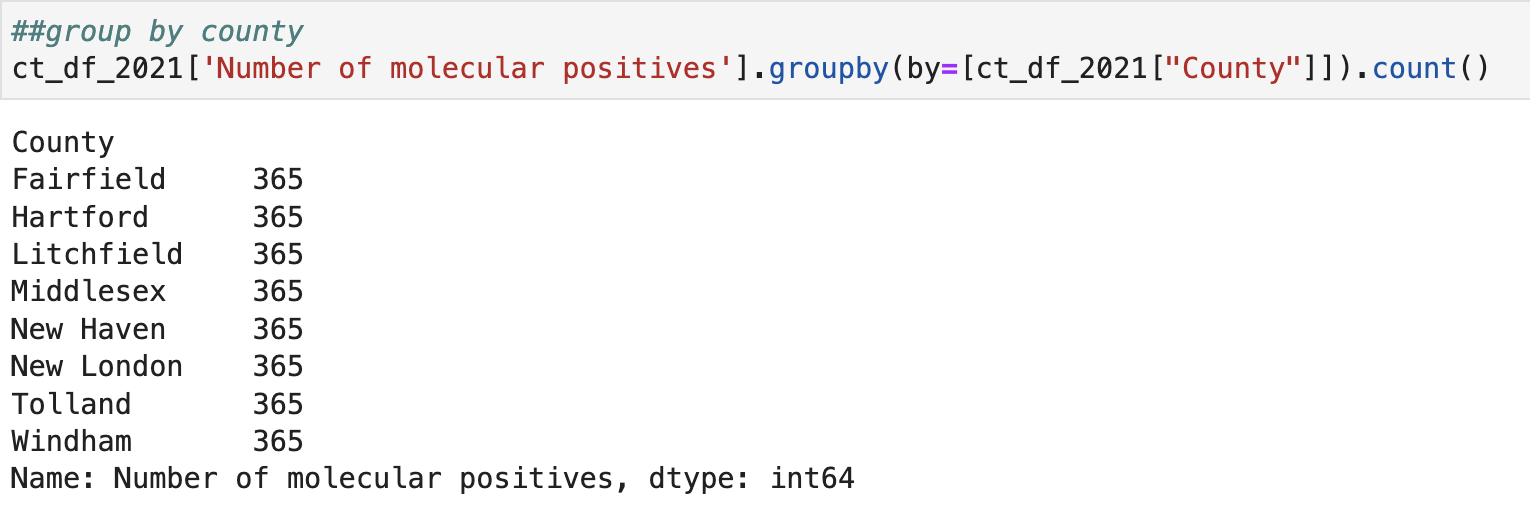 ##group by county
ct_df_2021['Number of molecular positives'].groupby(by=[ct_df_2021["County"]]).count()
County
Fairfield     365
Hartford      365
Litchfield    365
Middlesex     365
New Haven     365
New London    365
Tolland       365
Windham       365
Name: Number of molecular positives, dtype: int64